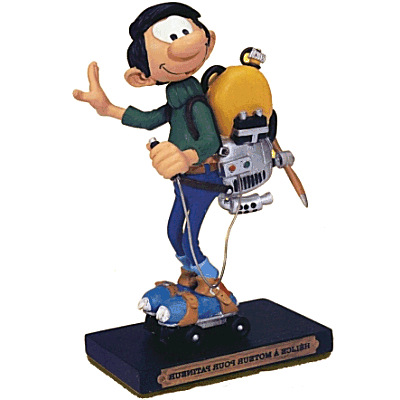 HÉLICE À MOTEUR POUR PATINEUR